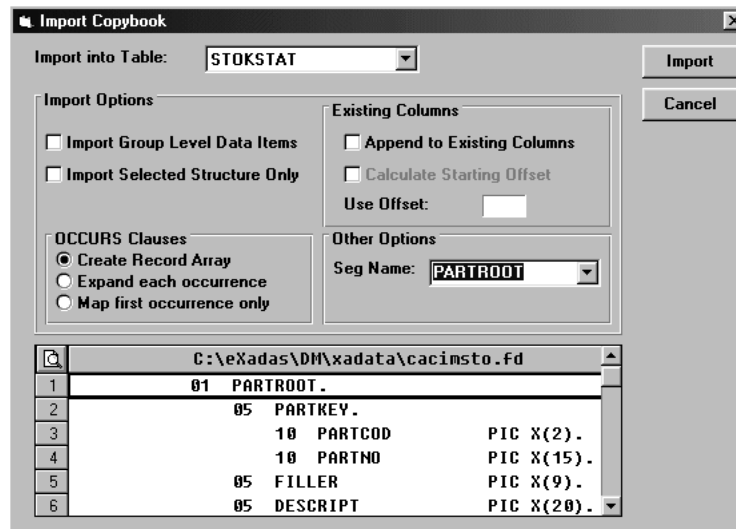 Import Copybook
Import into Table: STOKSTAT
Import
Cancel
Import Options
Import Group Level Data Items
Import Selected Structure Only
Existing Columns
Append to Existing Columns
Calculate Starting Offset
Use Offset:
OCCURS Clauses
Create Record Array
Expand each occurrence
Map first occurrence only
Other Options
Seg Name: PARTROOT
C:\eXadas\DM\xadata\cacimsto.fd
1 01 PARTROOT.
2 05 PARTKEY.
3 10 PARTCOD PIC X(2).
4 10 PARTNO PIC X(15).
5 05 FILLER PIC X(9).
6 05 DESCRIPT PIC X(20).